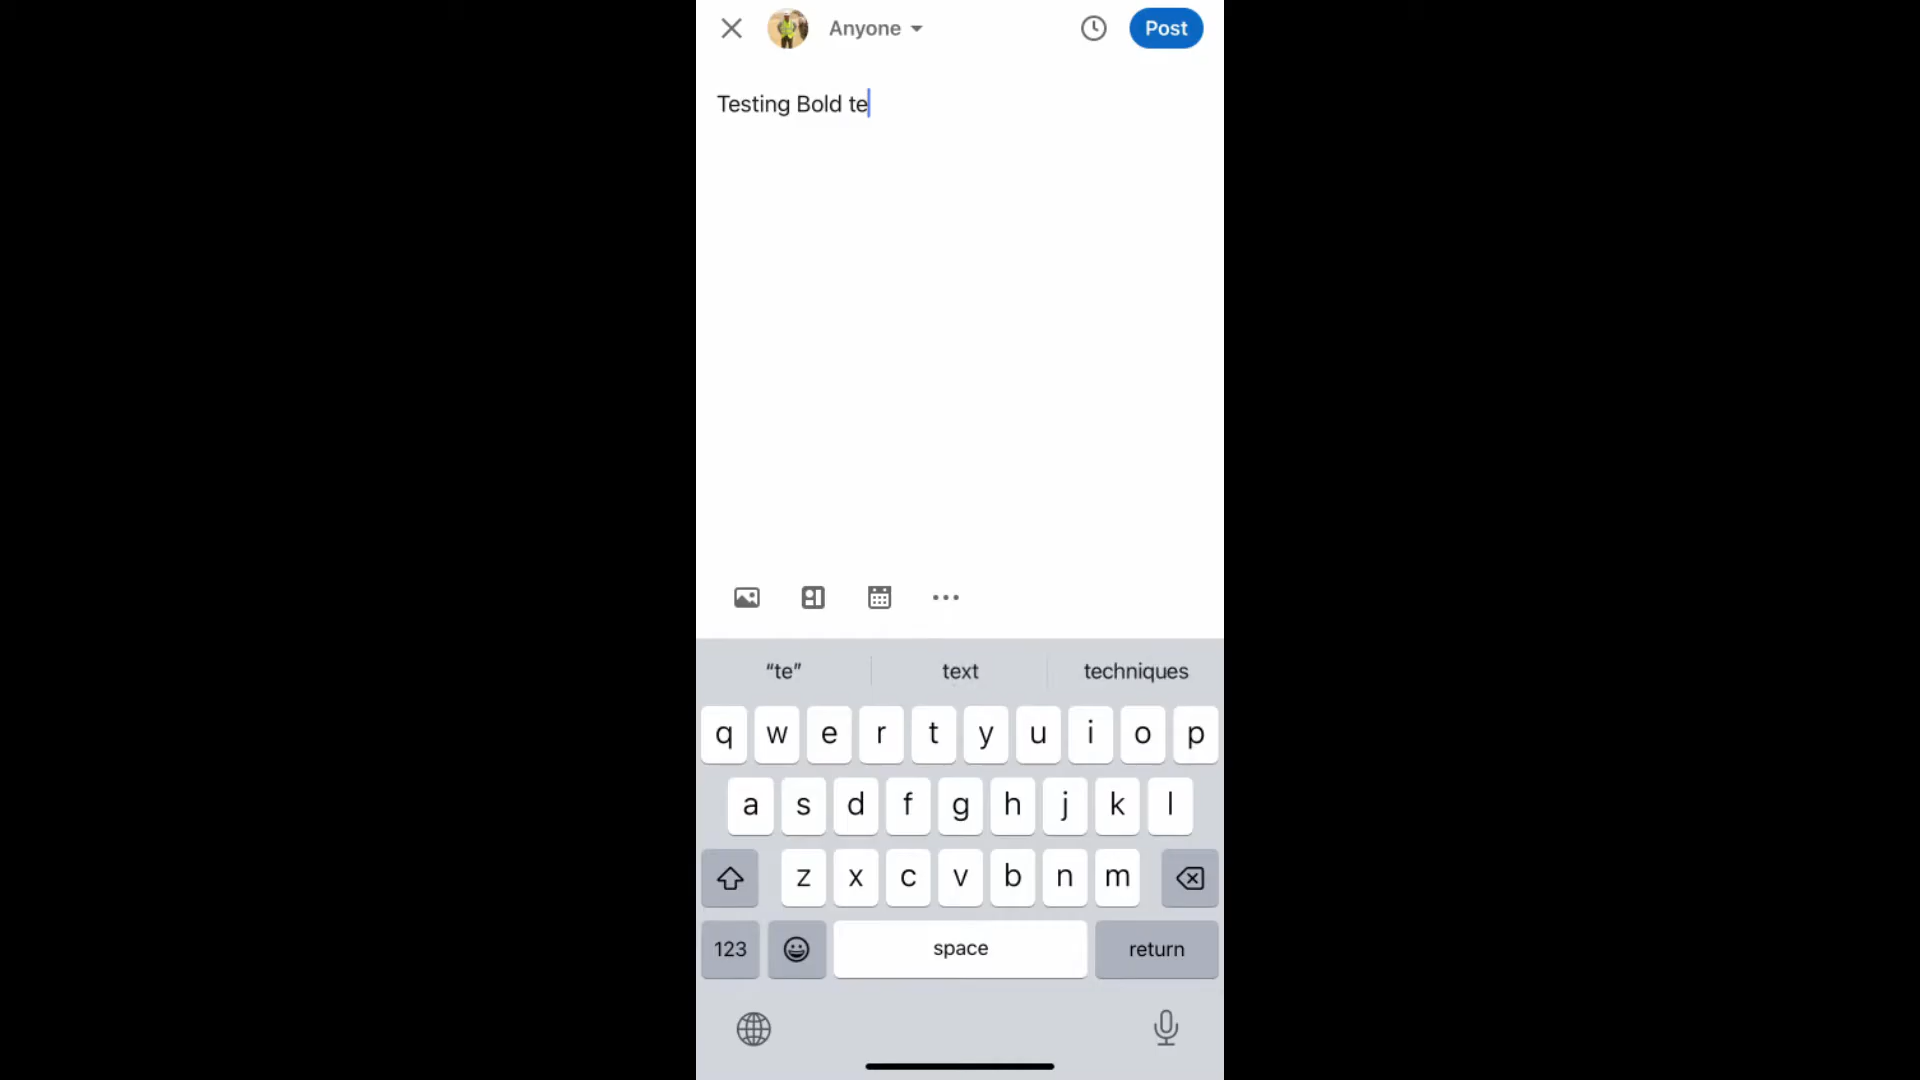 Anyone
Post
Testing Bold te
“te” text techniques
q w e r t y u i o p
a s d f g h j k l
z x c v b n m
123 space return